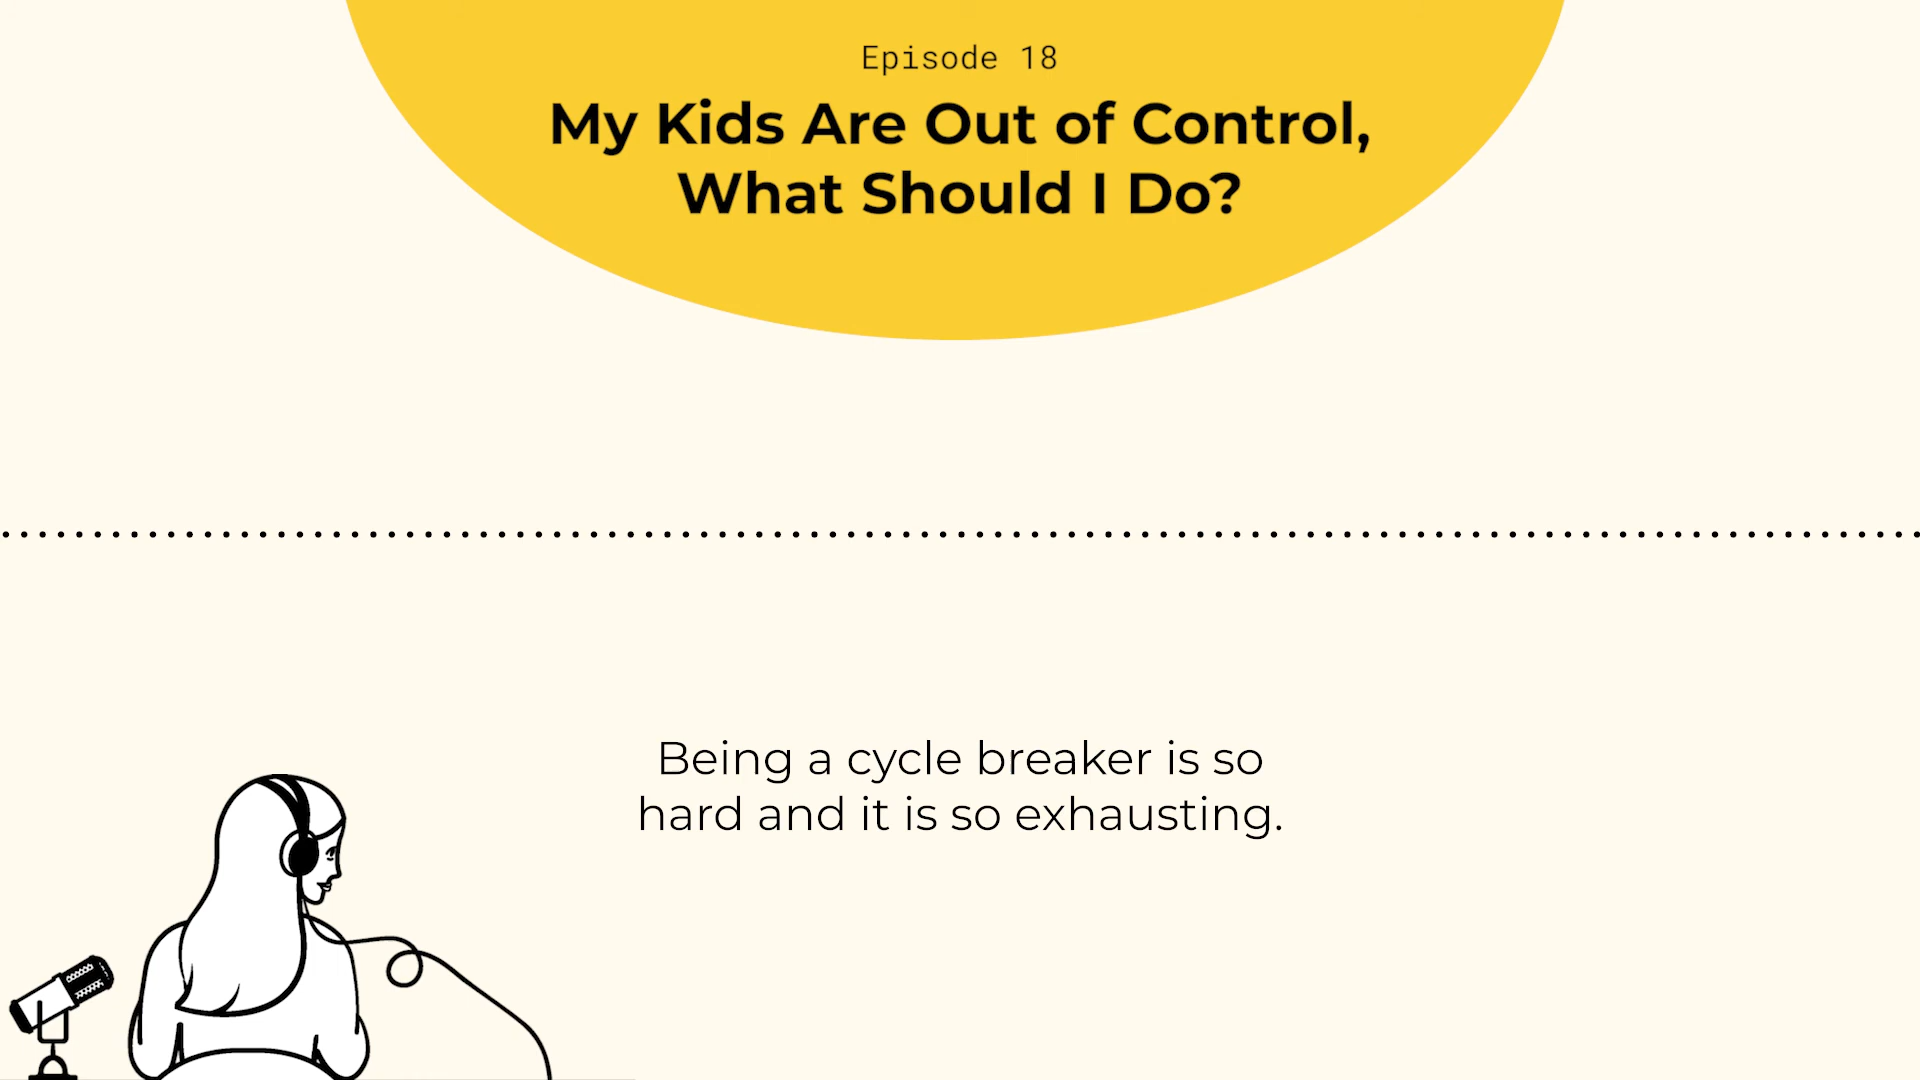 Episode 18
My Kids Are Out of Control,
What Should I Do?
Being a cycle breaker is so
hard and it is so exhausting.